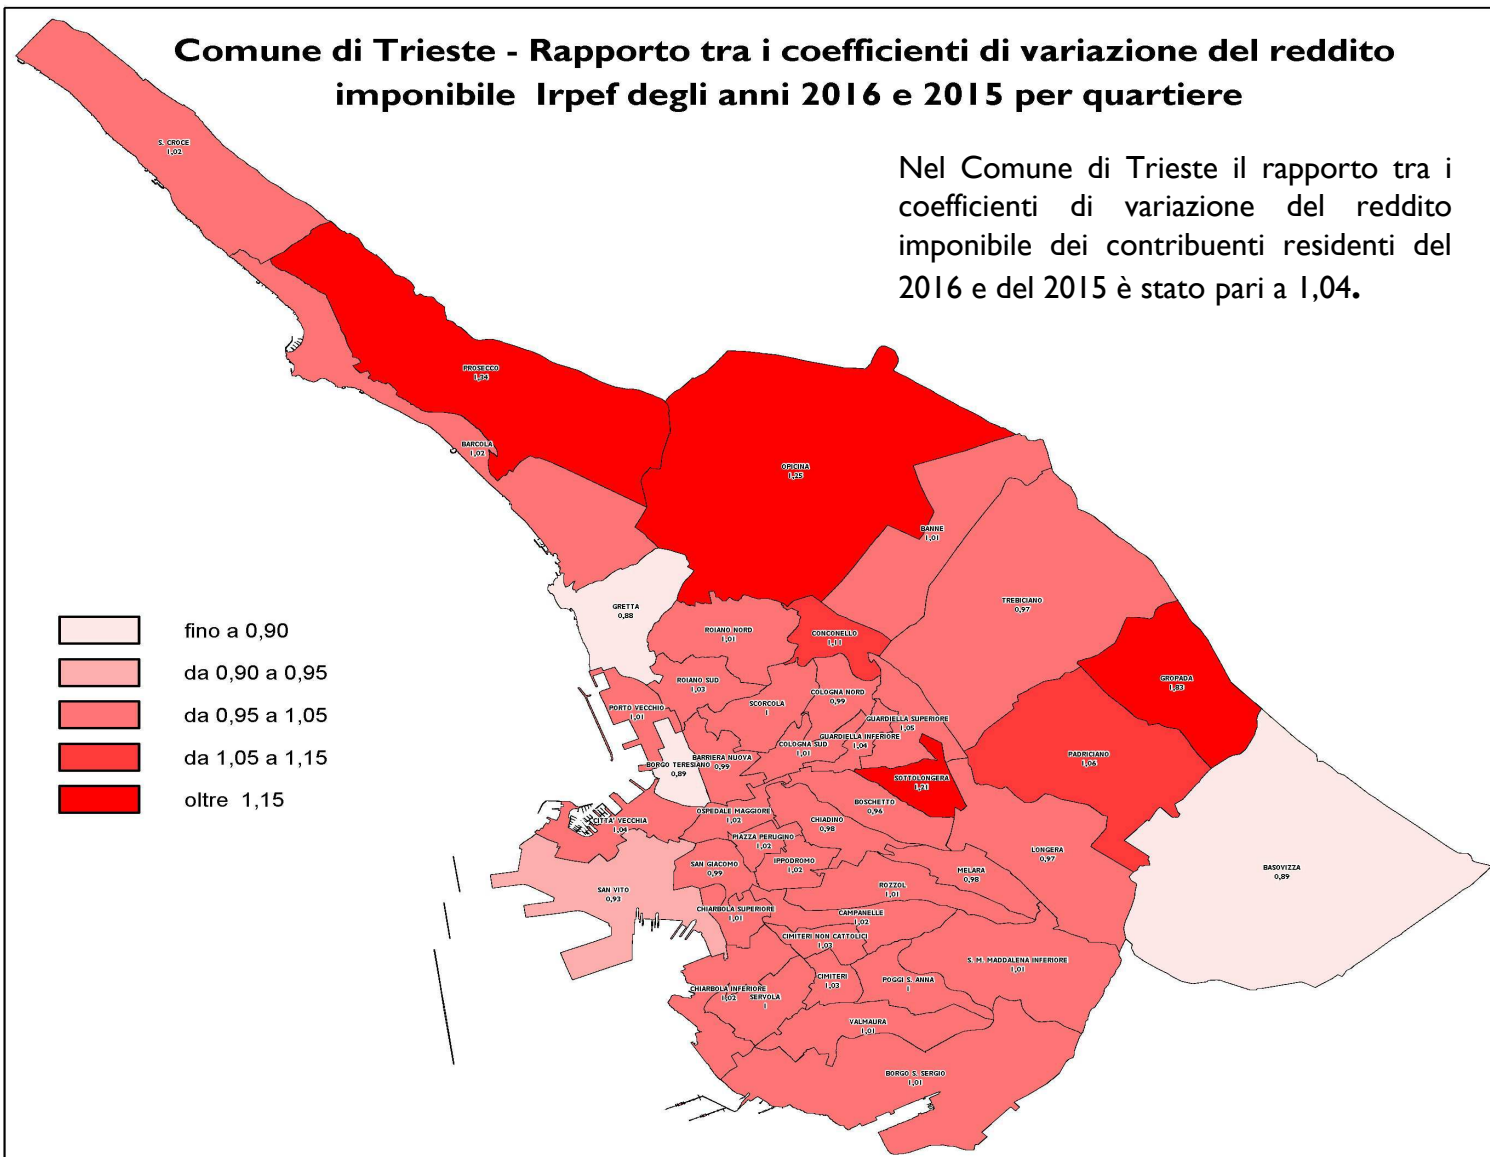 Comune di Trieste - Rapporto tra i coefficienti di variazione del reddito
imponibile Irpef degli anni 2016 e 2015 per quartiere
Nel Comune di Trieste il rapporto tra i
coefficienti di variazione del reddito
imponibile dei contribuenti residenti del
2016 e del 2015 è stato pari a 1,04.
S. CROCE
1,02
PROSECCO
1,34
BARCOLA
1,02
OPICINA
1,25
BANNE
1,01
TREBICIANO
0,97
GRETTA
0,88
ROIANO NORD
1,01
CONCONELLO
1,11
GROPADA
1,83
ROIANO SUD
1,03
COLOGNA NORD
0,99
SCORCOLA
1
PORTO VECCHIO
1,01
GUARDIELLA SUPERIORE
1,05
GUARDIELLA INFERIORE
1,04
COLOGNA SUD
1,01
BARRIERA NUOVA
0,99
BORGO TERESIANO
0,89
PADRICIANO
1,06
SOTTOLONGERA
1,21
BOSCHETTO
0,96
OSPEDALE MAGGIORE
1,02
CHIADINO
0,98
CITTA' VECCHIA
1,04
PIAZZA PERUGINO
1,02
IPPODROMO
1,02
SAN GIACOMO
0,99
LONGERA
0,97
MELARA
0,98
BASOVIZZA
0,89
ROZZOL
1,01
SAN VITO
0,93
CHIARBOLA SUPERIORE
1,01
CAMPANELLE
1,02
CIMITERI NON CATTOLICI
1,03
S. M. MADDALENA INFERIORE
1,01
CIMITERI
1,03
POGGI S. ANNA
1
CHIARBOLA INFERIORE
1,02
SERVOLA
1
VALMAURA
1,01
BORGO S. SERGIO
1,01
fino a 0,90
da 0,90 a 0,95
da 0,95 a 1,05
da 1,05 a 1,15
oltre 1,15